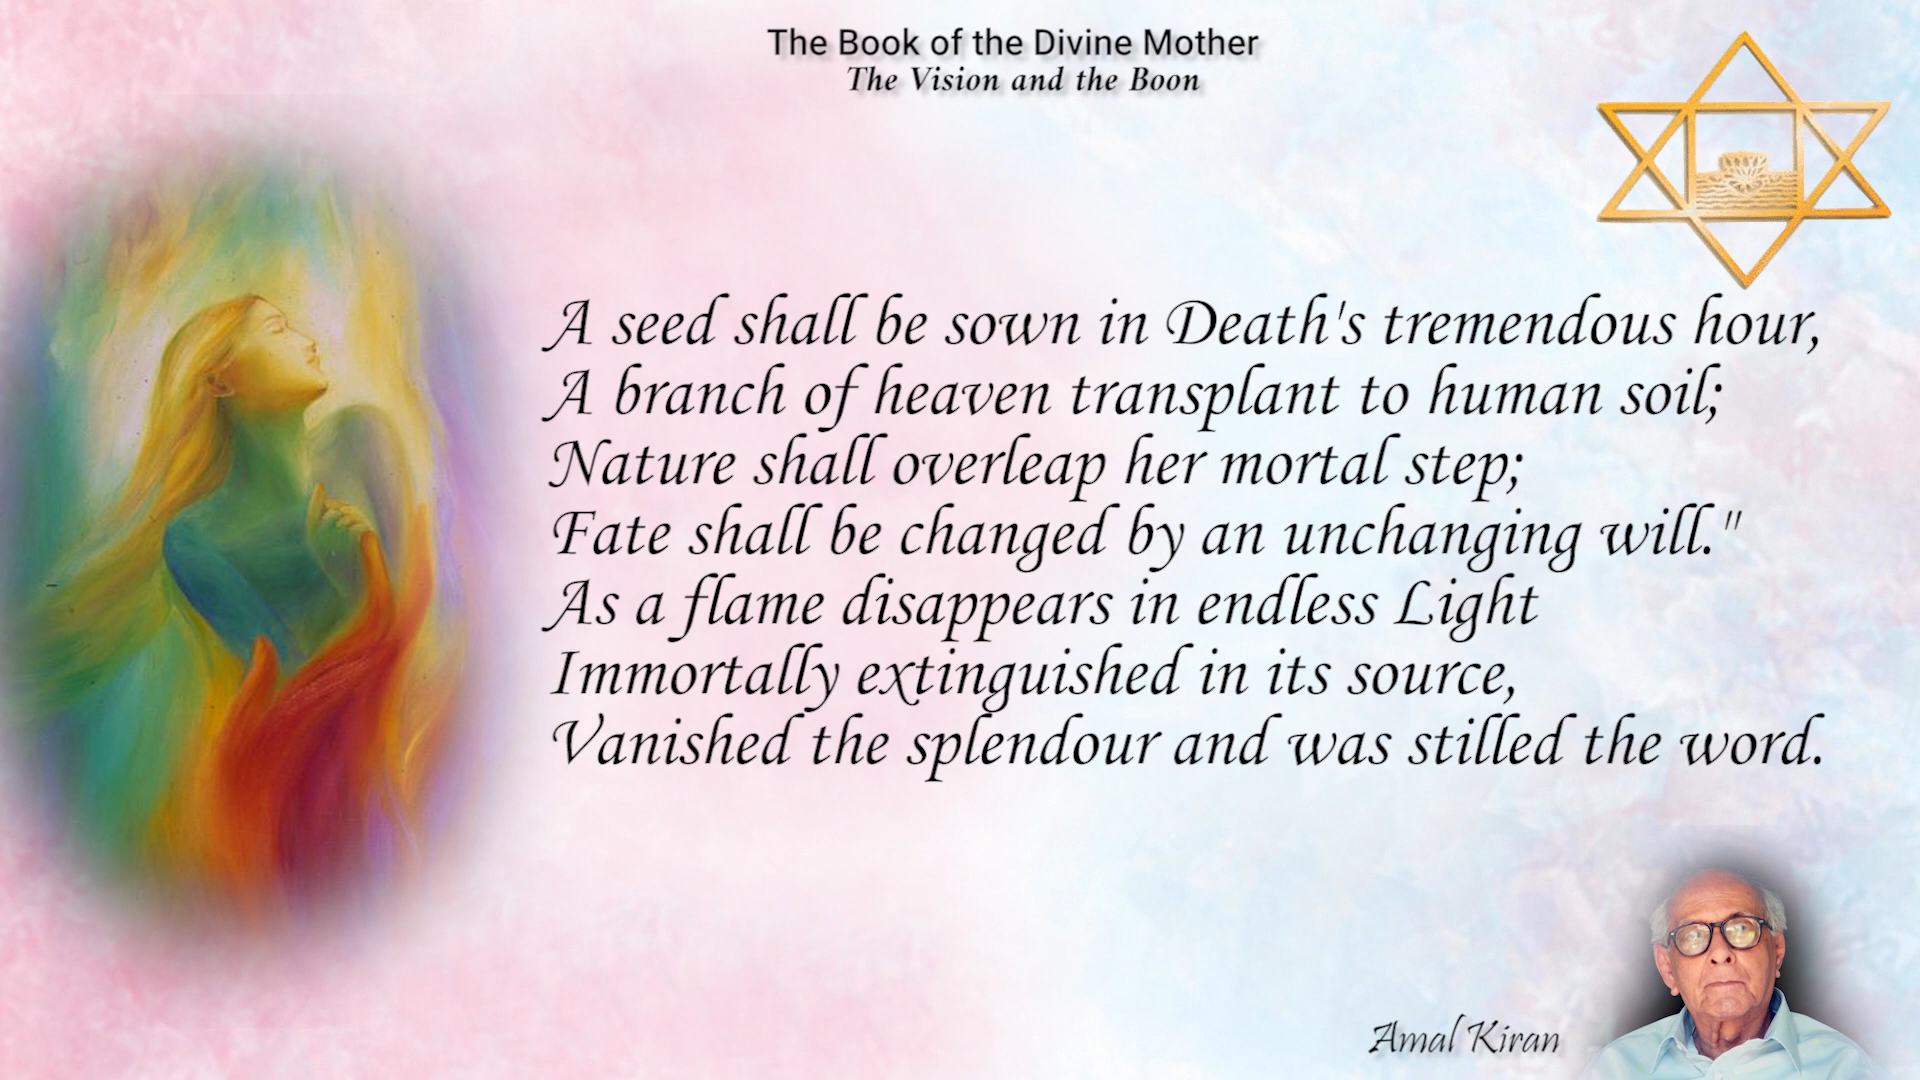 The Book of the Divine Mother
The Vision and the Boon
A seed shall be sown in Death's tremendous hour,
A branch of heaven transplant to human soil;
Nature shall overleap her mortal step;
Fate shall be changed by an unchanging will."
As a flame disappears in endless Light
Immortally extinguished in its source,
Vanished the splendour and was stilled the word.
Amal Kiran